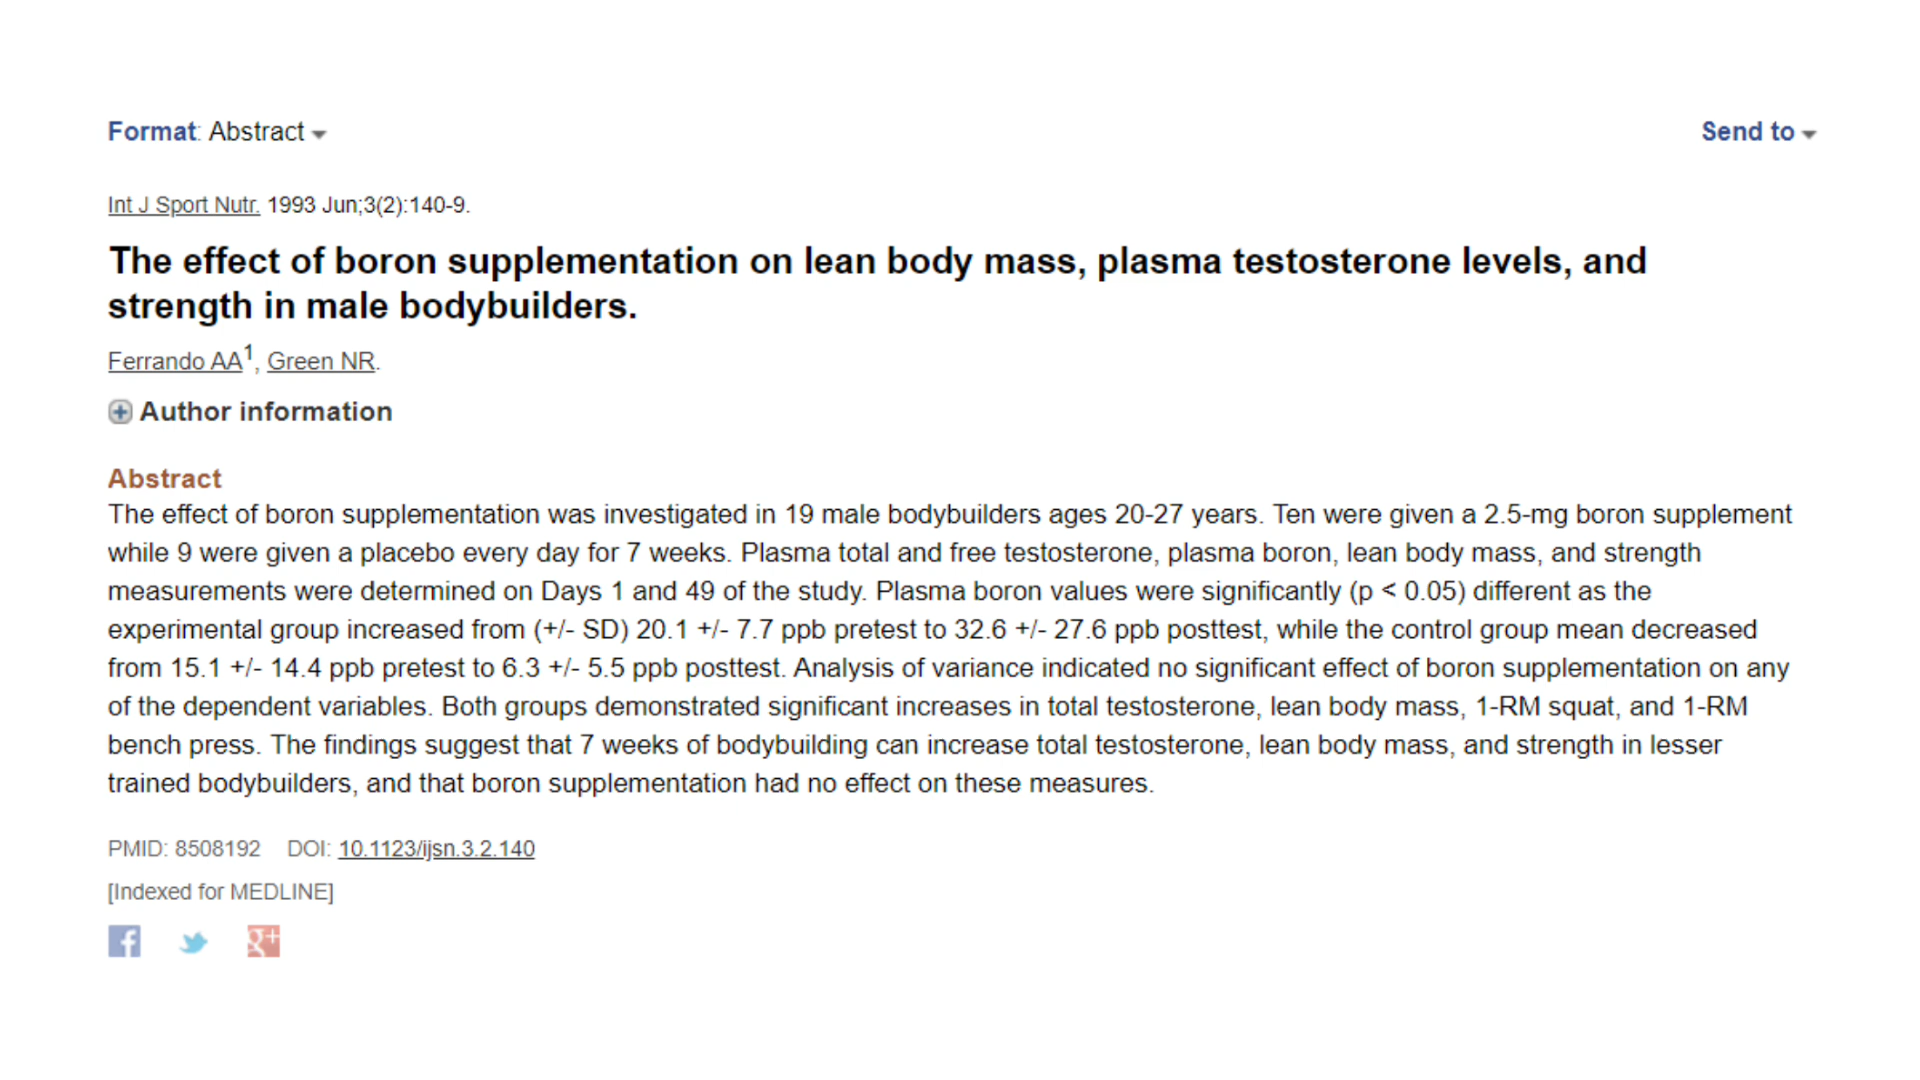 Format: Abstract
Send to
Int J Sport Nutr. 1993 Jun;3(2):140-9.
The effect of boron supplementation on lean body mass, plasma testosterone levels, and
strength in male bodybuilders.
Ferrando AA1, Green NR.
Author information
Abstract
The effect of boron supplementation was investigated in 19 male bodybuilders ages 20-27 years. Ten were given a 2.5-mg boron supplement
while 9 were given a placebo every day for 7 weeks. Plasma total and free testosterone, plasma boron, lean body mass, and strength
measurements were determined on Days 1 and 49 of the study. Plasma boron values were significantly (p < 0.05) different as the
experimental group increased from (+/- SD) 20.1 +/- 7.7 ppb pretest to 32.6 +/- 27.6 ppb posttest, while the control group mean decreased
from 15.1 +/- 14.4 ppb pretest to 6.3 +/- 5.5 ppb posttest. Analysis of variance indicated no significant effect of boron supplementation on any
of the dependent variables. Both groups demonstrated significant increases in total testosterone, lean body mass, 1-RM squat, and 1-RM
bench press. The findings suggest that 7 weeks of bodybuilding can increase total testosterone, lean body mass, and strength in lesser
trained bodybuilders, and that boron supplementation had no effect on these measures.
PMID: 8508192 DOI: 10.1123/ijsn.3.2.140
[Indexed for MEDLINE]
f g+